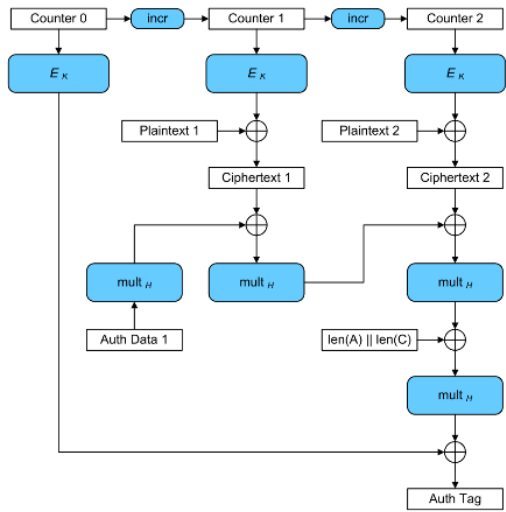 Counter 0
incr
Counter 1
incr
Counter 2
E K
E K
E K
Plaintext 1
Plaintext 2
Ciphertext 1
Ciphertext 2
mult H
mult H
mult H
Auth Data 1
len(A) || len(C)
mult H
Auth Tag